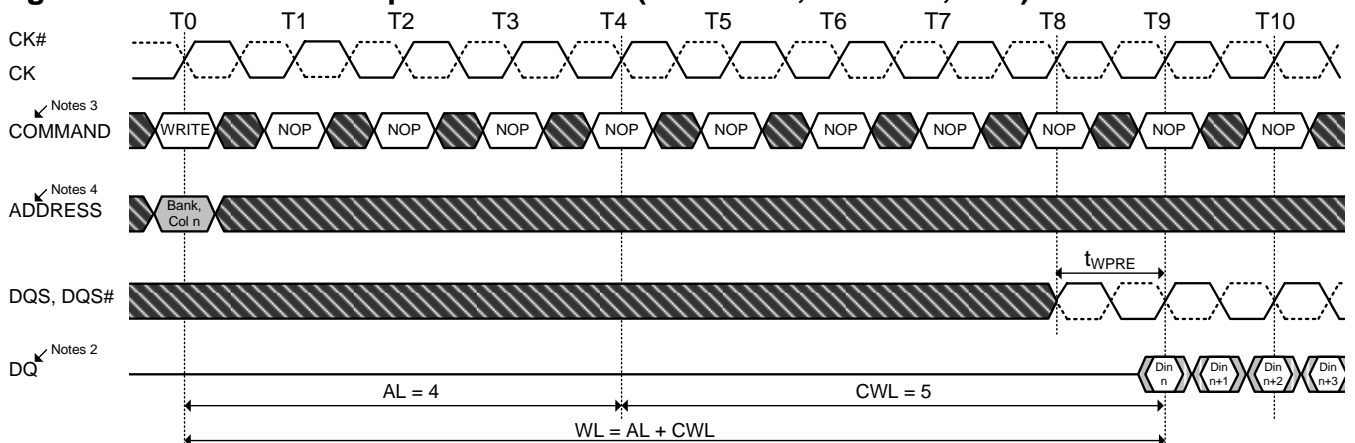 T0 T1 T2 T3 T4 T5 T6 T7 T8 T9 T10
CK#
CK
Notes 3
COMMAND WRITE NOP NOP NOP NOP NOP NOP NOP NOP NOP NOP
Notes 4
ADDRESS
Bank,
Col n
tWPRE
DQS, DQS#
Notes 2
DQ
Din Din Din Din
n n+1 n+2 n+3
AL = 4 CWL = 5
WL = AL + CWL